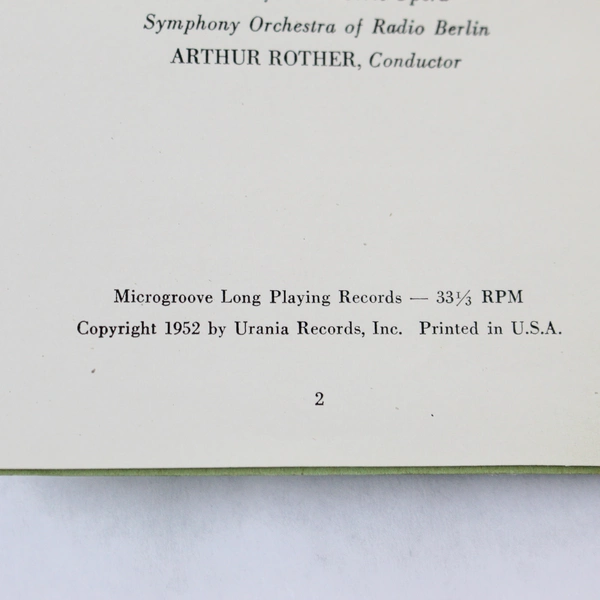 Symphony Orchestra of Radio Berlin
ARTHUR ROTHER, Conductor
Microgroove Long Playing Records — 33⅓ RPM
Copyright 1952 by Urania Records, Inc. Printed in U.S.A.
2